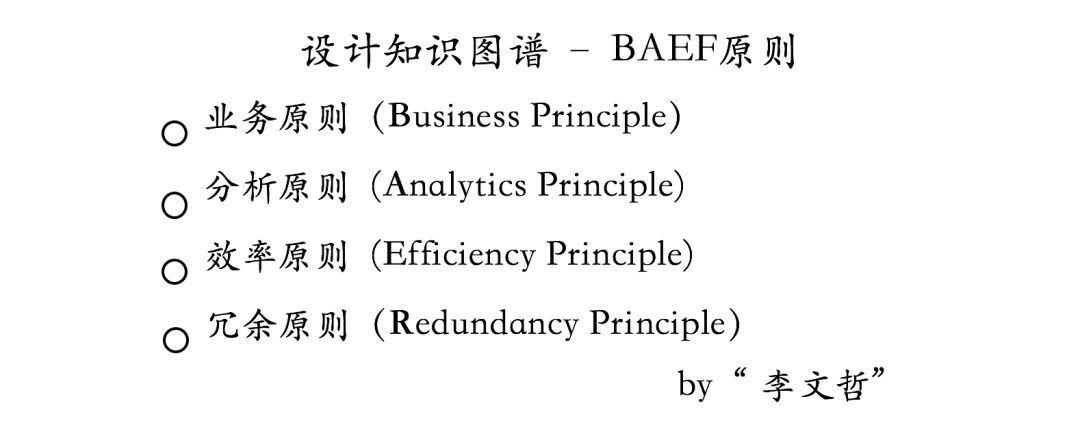 设计知识图谱 – BAEF原则
业务原则（Business Principle）
分析原则（Analytics Principle）
效率原则（Efficiency Principle）
冗余原则（Redundancy Principle）
by “ 李文哲”